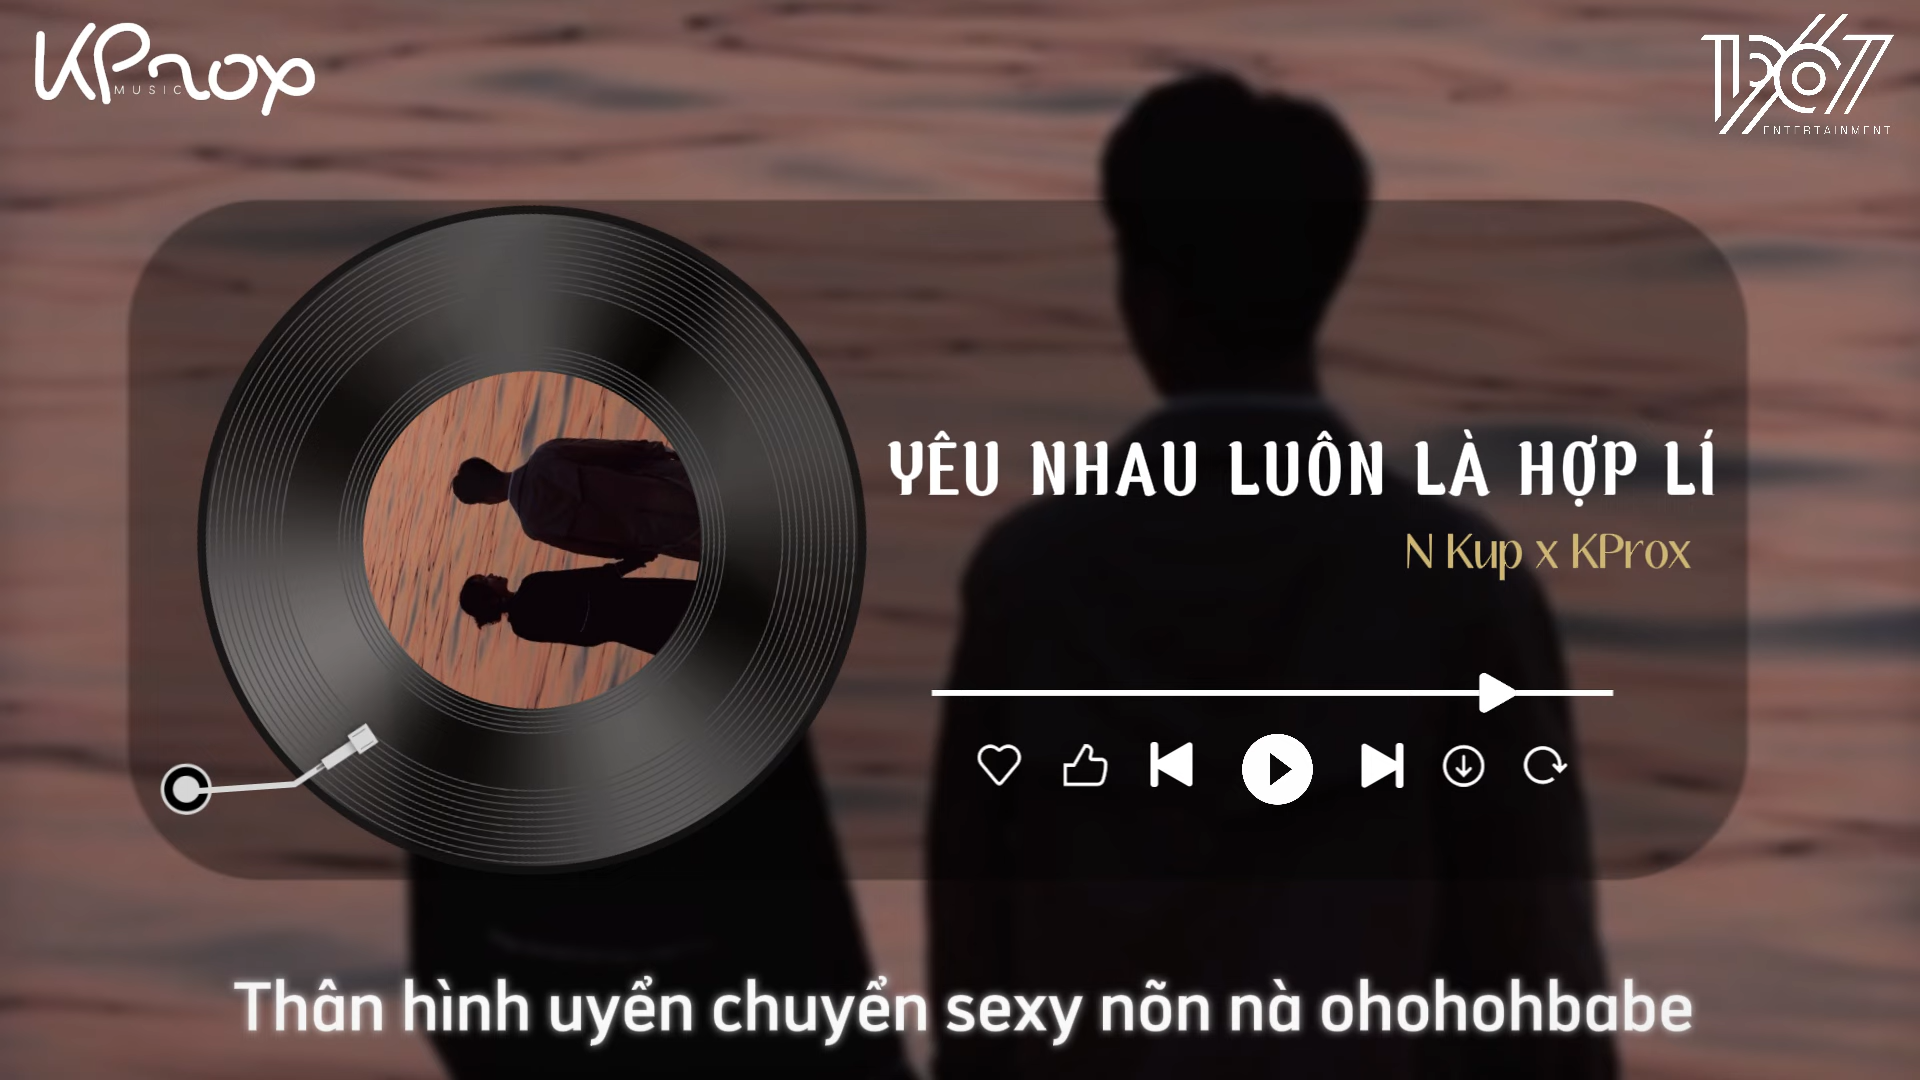 KProx
MUSIC
1967
ENTERTAINMENT
YÊU NHAU LUÔN LÀ HỢP LÍ
N Kup x KProx
Thân hình uyển chuyển sexy nõn nà ohohohbabe